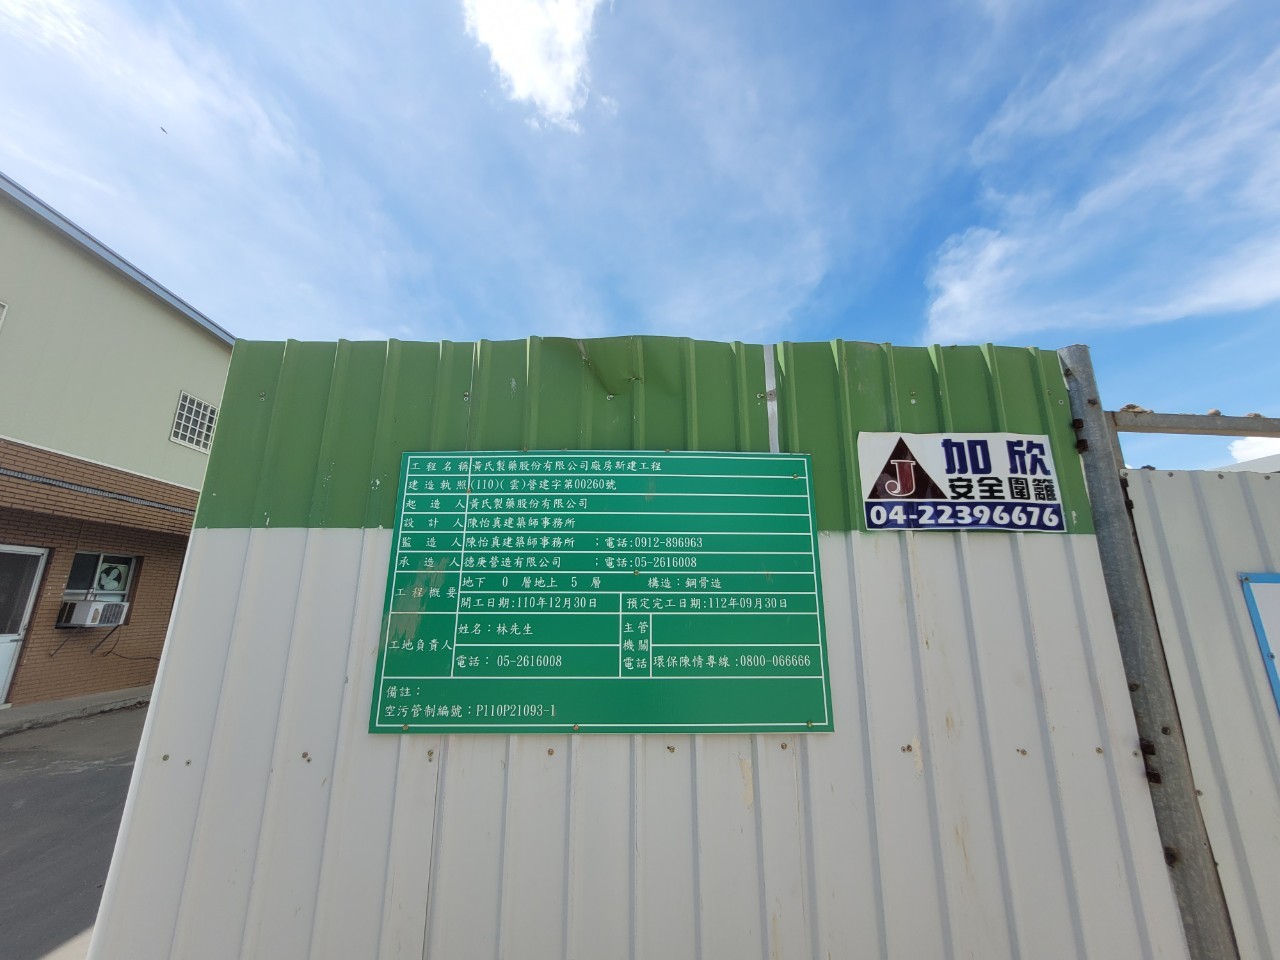 工程名稱 黃氏製藥股份有限公司廠房新建工程
建造執照 (110)(雲)營建字第00260號
起造人 黃氏製藥股份有限公司
設計人 陳怡真建築師事務所
監造人 陳怡真建築師事務所 ；電話:0912-896963
承造人 德庚營造有限公司 ；電話:05-2616008
工程概要 地下 0 層地上 5 層 構造：鋼骨造
開工日期:110年12月30日 預定完工日期:112年09月30日
工地負責人 姓名：林先生
電話： 05-2616008
主管機關電話 環保陳情專線:0800-066666
備註：
空污管制編號：P110P21093-1
J
加欣
安全圍籬
04-22396676